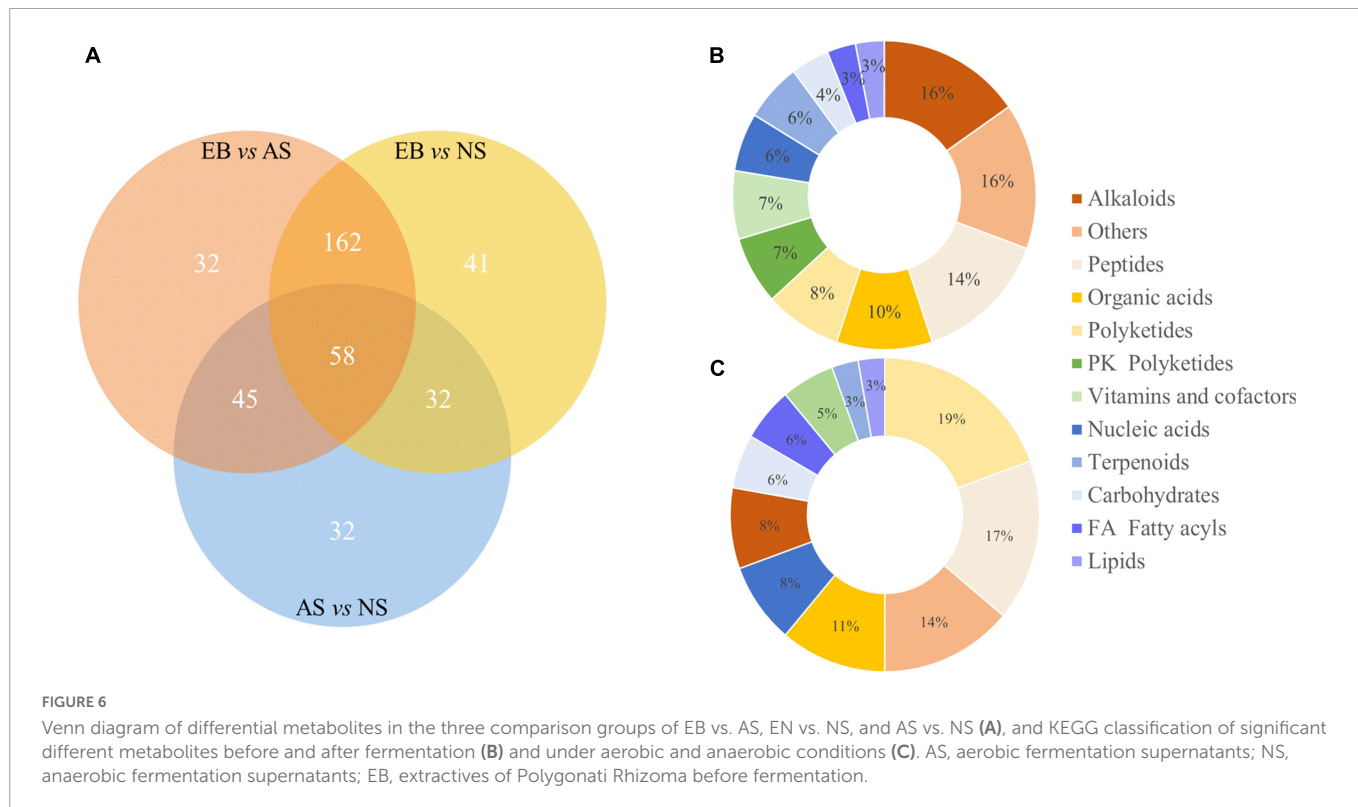 A
EB vs AS
EB vs NS
32
162
41
58
45
32
32
AS vs NS
B
16%
16%
14%
10%
8%
7%
7%
6%
6%
4%
3%
3%
C
19%
17%
14%
11%
8%
8%
6%
6%
5%
3%
3%
Alkaloids
Others
Peptides
Organic acids
Polyketides
PK Polyketides
Vitamins and cofactors
Nucleic acids
Terpenoids
Carbohydrates
FA Fatty acyls
Lipids
FIGURE 6
Venn diagram of differential metabolites in the three comparison groups of EB vs. AS, EN vs. NS, and AS vs. NS (A), and KEGG classification of significant
different metabolites before and after fermentation (B) and under aerobic and anaerobic conditions (C). AS, aerobic fermentation supernatants; NS,
anaerobic fermentation supernatants; EB, extractives of Polygonati Rhizoma before fermentation.